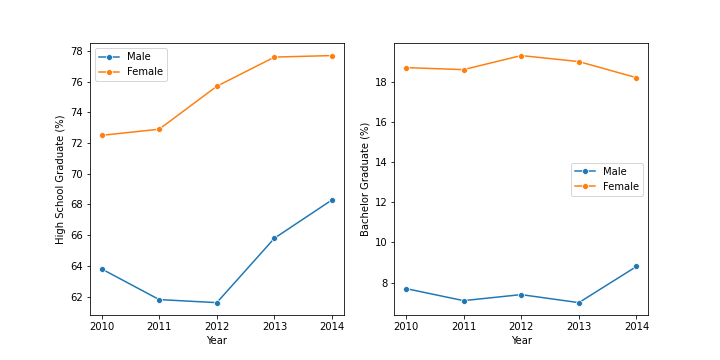 High School Graduate (%)
78
76
74
72
70
68
66
64
62
Male
Female
2010 2011 2012 2013 2014
Year
Bachelor Graduate (%)
18
16
14
12
10
8
Male
Female
2010 2011 2012 2013 2014
Year